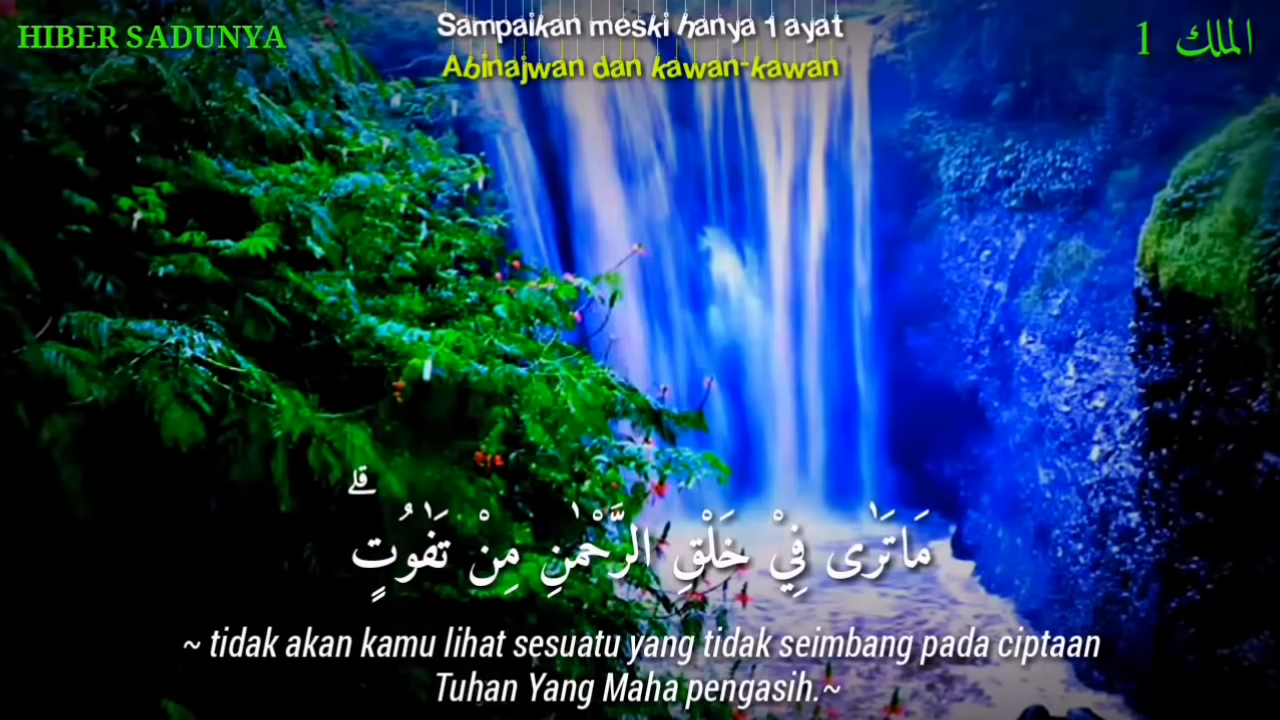 HIBER SADUNYA
Sampaikan meski hanya 1 ayat
Abinajwan dan kawan-kawan
الملك 1
مَاتَرٰى فِيْ خَلْقِ الرَّحْمٰنِ مِنْ تَفٰوُتٍ ۗ
~ tidak akan kamu lihat sesuatu yang tidak seimbang pada ciptaan
Tuhan Yang Maha pengasih.~